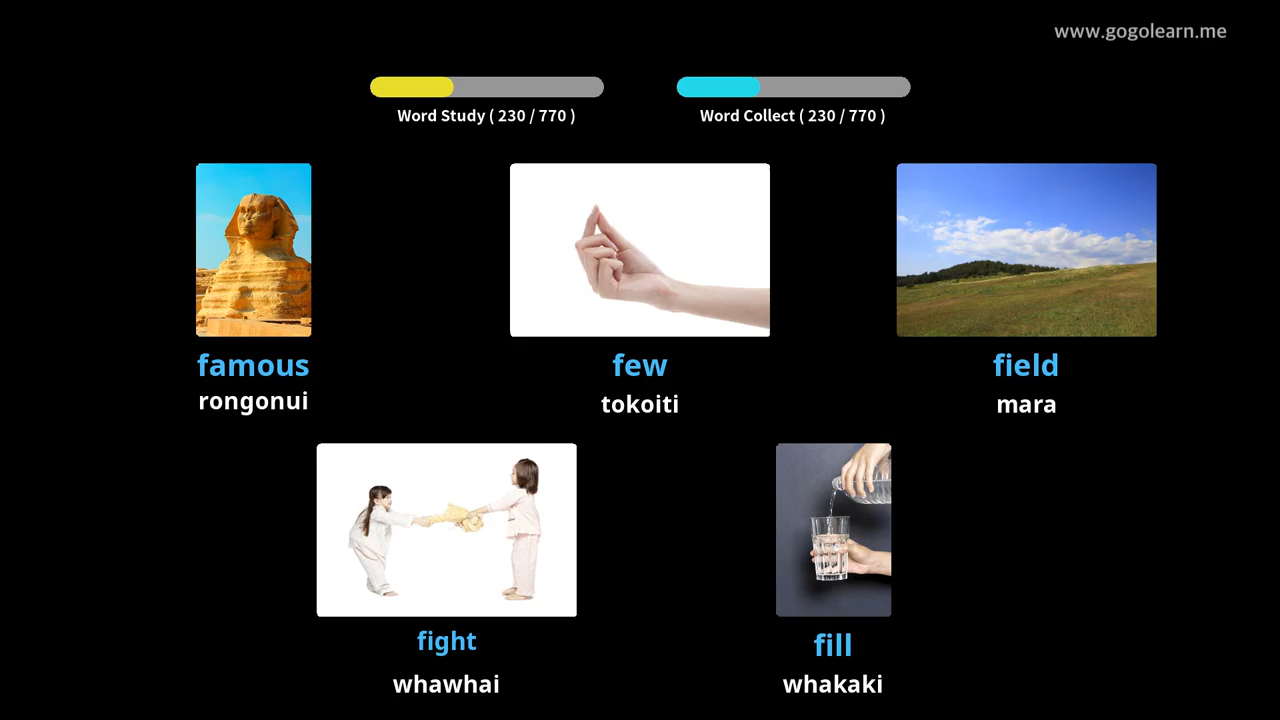 www.gogolearn.me
Word Study ( 230 / 770 )
Word Collect ( 230 / 770 )
famous
rongonui
few
tokoiti
field
mara
fight
whawhai
fill
whakaki